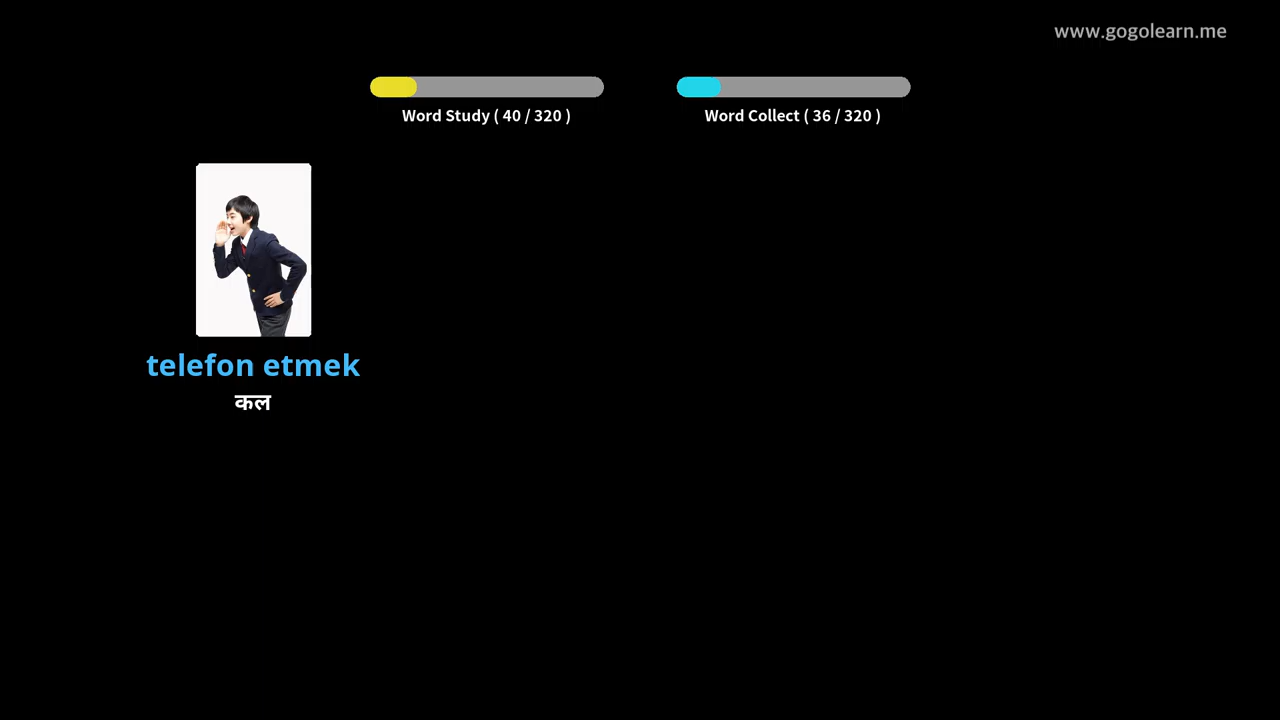 www.gogolearn.me
Word Study ( 40 / 320 )
Word Collect ( 36 / 320 )
telefon etmek
कल